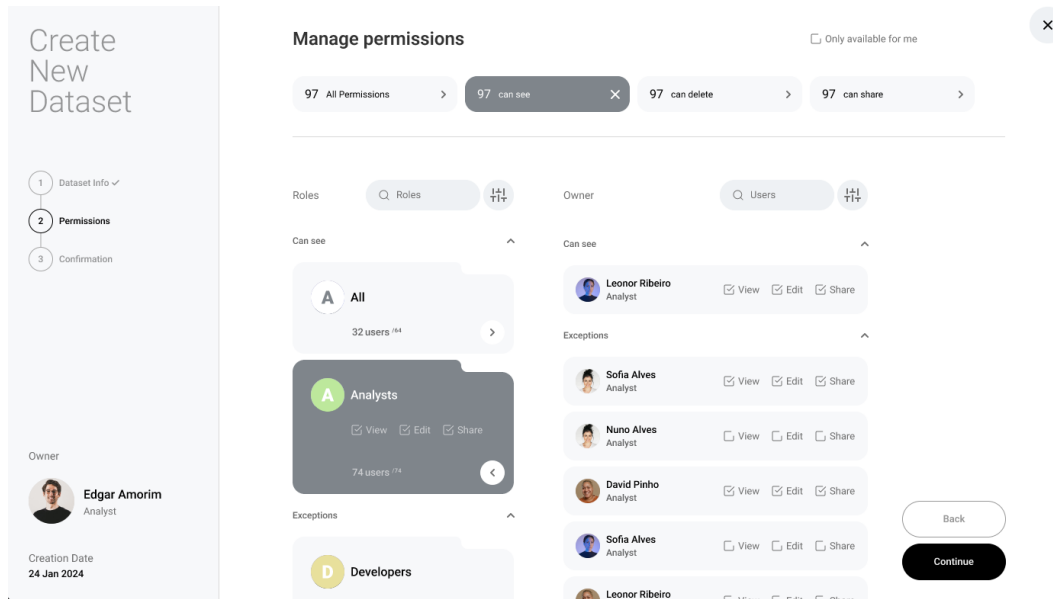 Create
New
Dataset
1 Dataset Info
2 Permissions
3 Confirmation
Owner
Edgar Amorim
Analyst
Creation Date
24 Jan 2024
Manage permissions
Only available for me
97 All Permissions
97 can see
97 can delete
97 can share
Roles
Roles
Can see
A All
32 users /64
A Analysts
View Edit Share
74 users /74
Exceptions
D Developers
Owner
Users
Can see
Leonor Ribeiro
Analyst
View Edit Share
Exceptions
Sofia Alves
Analyst
View Edit Share
Nuno Alves
Analyst
View Edit Share
David Pinho
Analyst
View Edit Share
Sofia Alves
Analyst
View Edit Share
Leonor Ribeiro
View Edit Share
Back
Continue